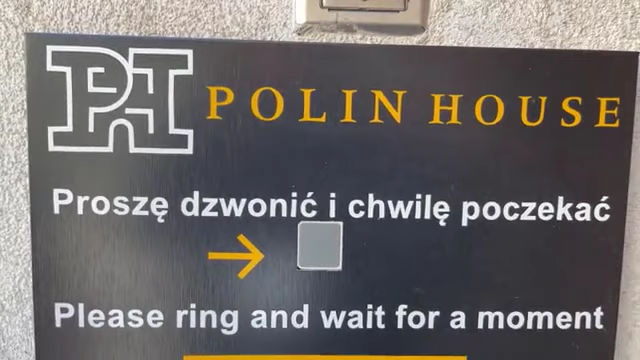 PH POLIN HOUSE
Proszę dzwonić i chwilę poczekać
Please ring and wait for a moment